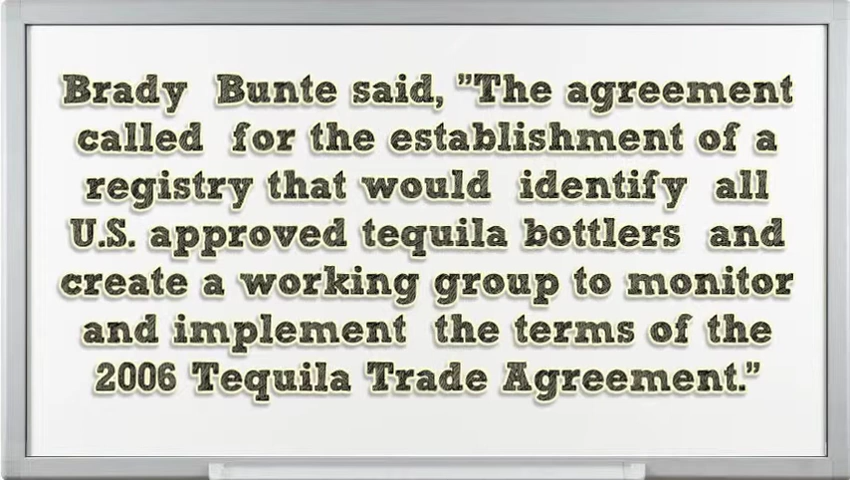 Brady Bunte said, "The agreement
called for the establishment of a
registry that would identify all
U.S. approved tequila bottlers and
create a working group to monitor
and implement the terms of the
2006 Tequila Trade Agreement."